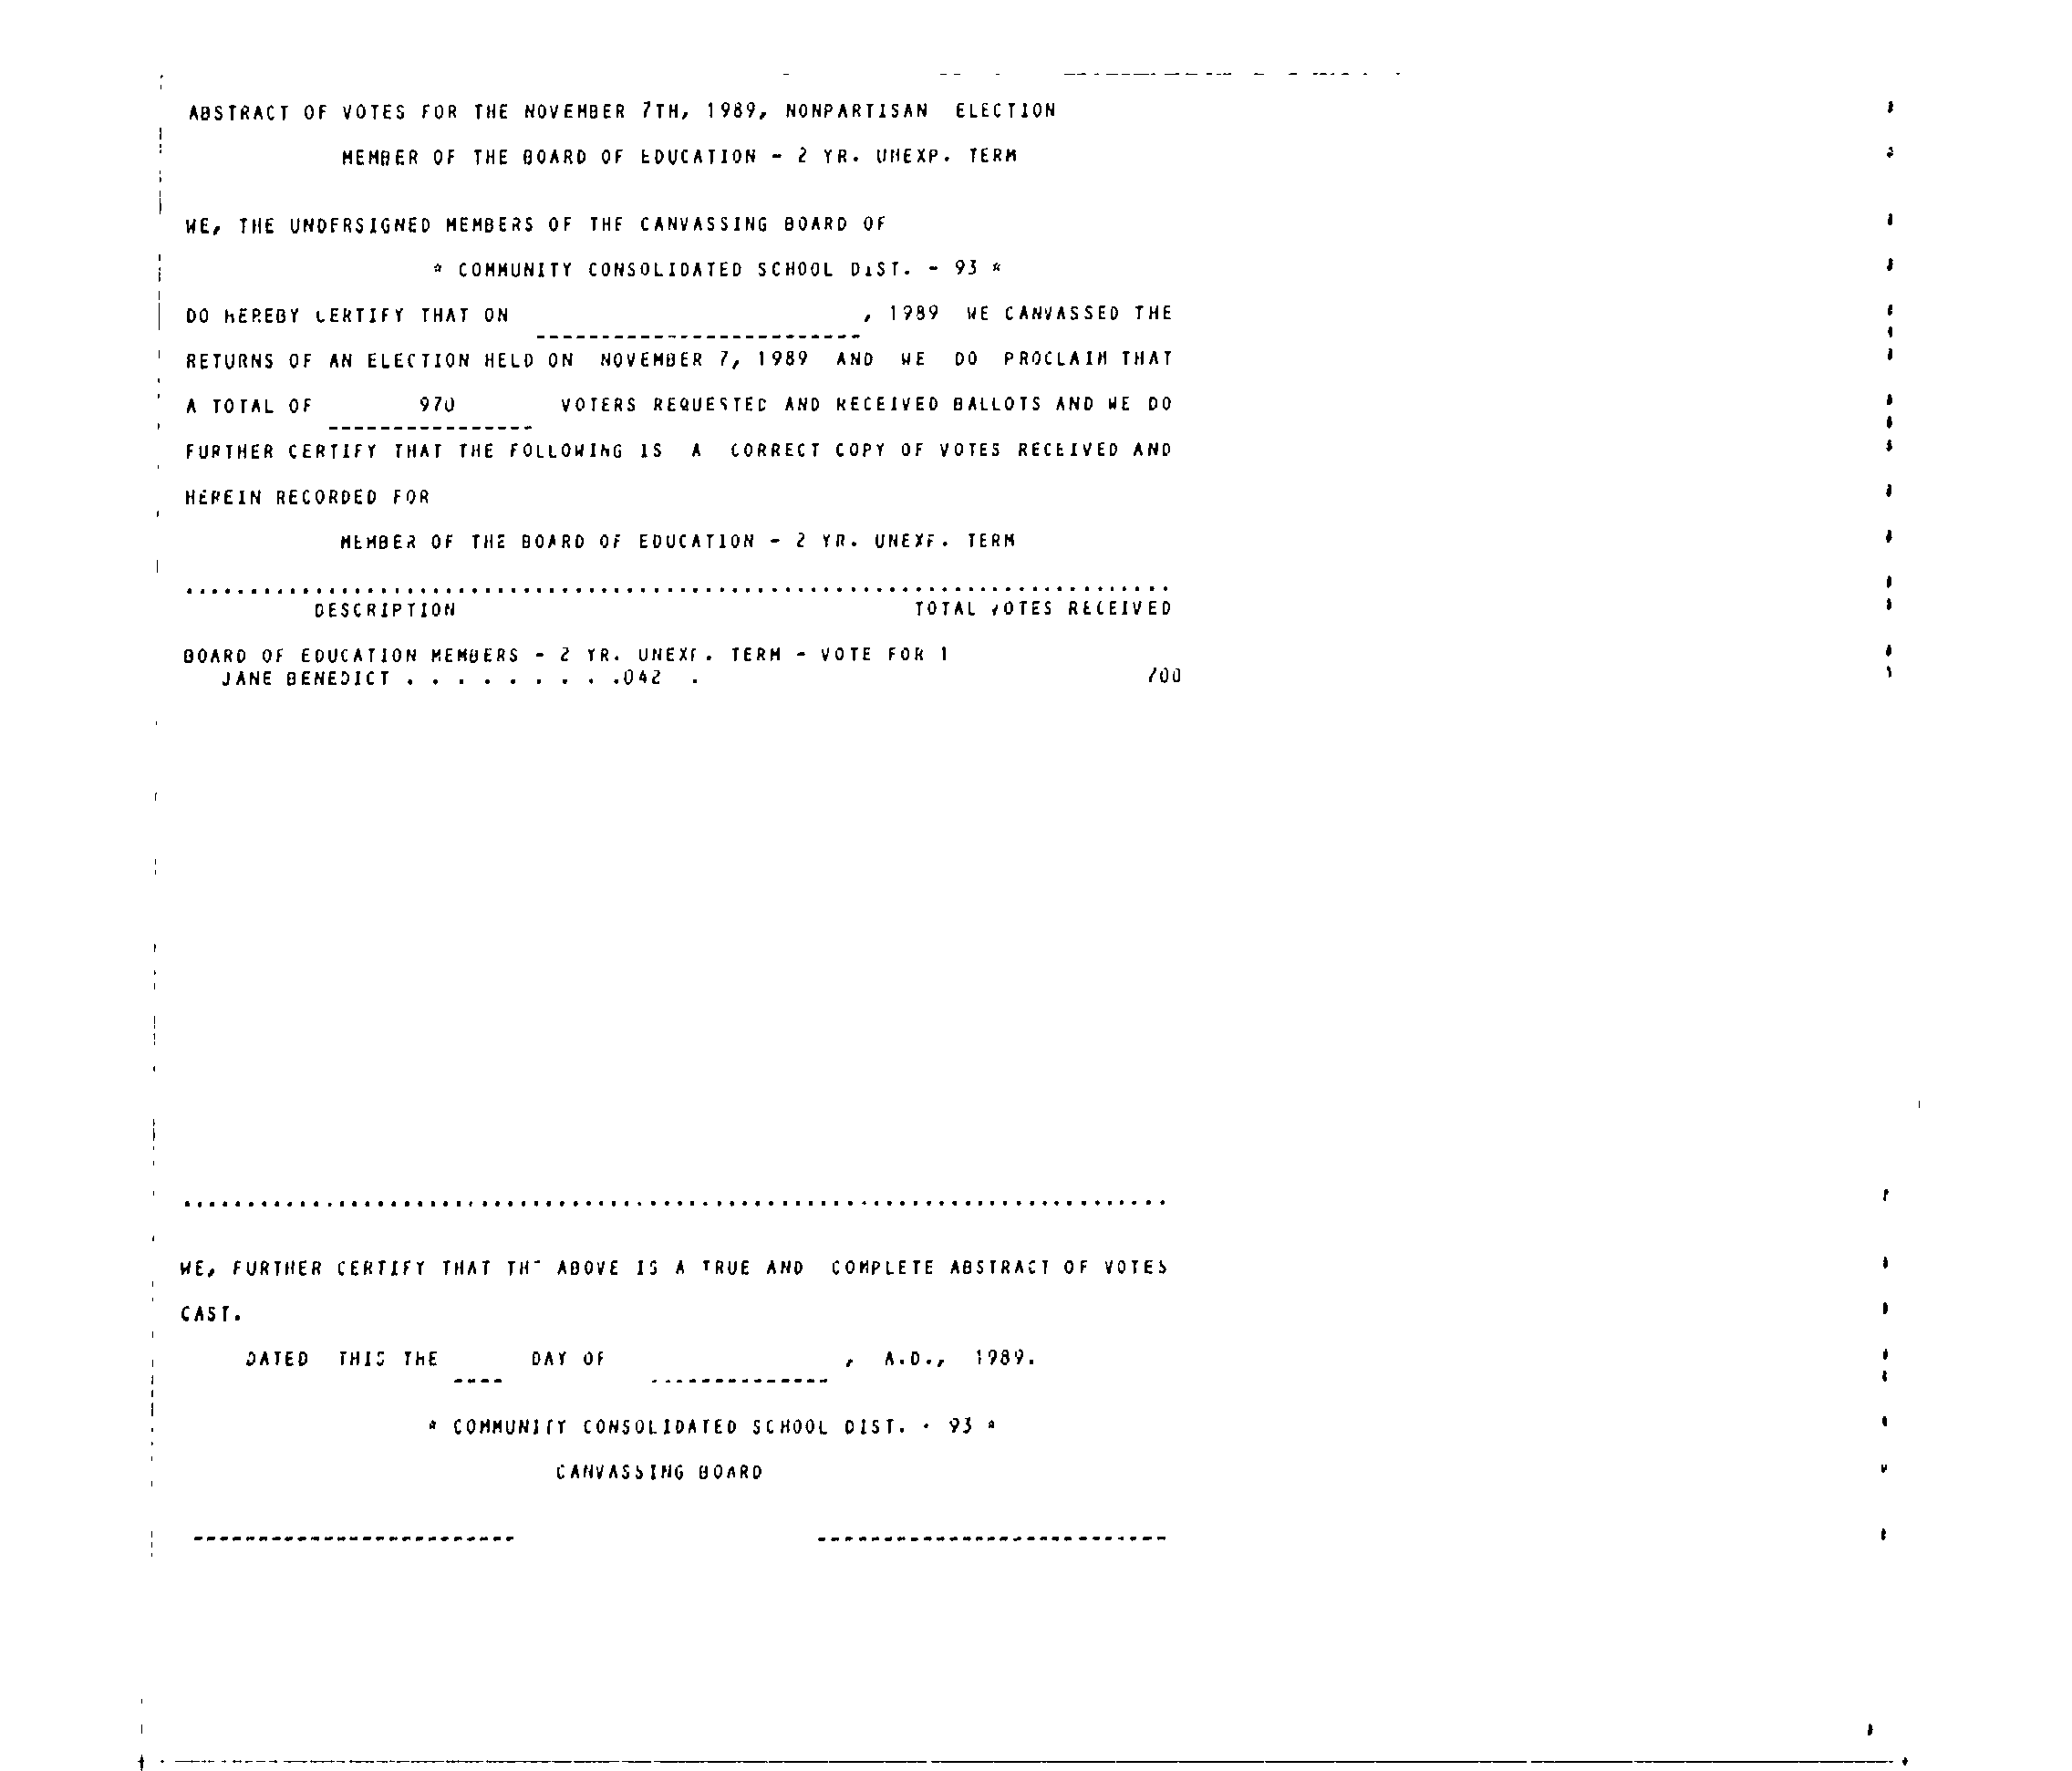 ABSTRACT OF VOTES FOR THE NOVEMBER 7TH, 1989, NONPARTISAN ELECTION
MEMBER OF THE BOARD OF EDUCATION - 2 YR. UNEXP. TERM
WE, THE UNDERSIGNED MEMBERS OF THE CANVASSING BOARD OF
* COMMUNITY CONSOLIDATED SCHOOL DIST. - 93 *
DO HEREBY CERTIFY THAT ON , 1989 WE CANVASSED THE
RETURNS OF AN ELECTION HELD ON NOVEMBER 7, 1989 AND WE DO PROCLAIM THAT
A TOTAL OF 970 VOTERS REQUESTED AND RECEIVED BALLOTS AND WE DO
FURTHER CERTIFY THAT THE FOLLOWING IS A CORRECT COPY OF VOTES RECEIVED AND
HEREIN RECORDED FOR
MEMBER OF THE BOARD OF EDUCATION - 2 YR. UNEXP. TERM
DESCRIPTION TOTAL VOTES RECEIVED
BOARD OF EDUCATION MEMBERS - 2 YR. UNEXP. TERM - VOTE FOR 1
JANE BENEDICT . . . . . . . . .042 . 700
WE, FURTHER CERTIFY THAT THE ABOVE IS A TRUE AND COMPLETE ABSTRACT OF VOTES
CAST.
DATED THIS THE DAY OF , A.D., 1989.
* COMMUNITY CONSOLIDATED SCHOOL DIST. - 93 *
CANVASSING BOARD